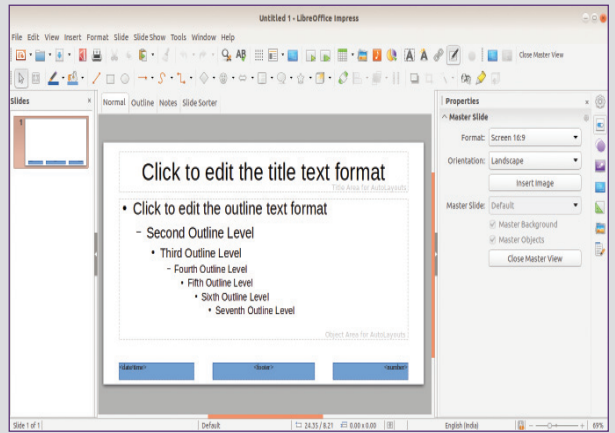 Untitled 1 - LibreOffice Impress
File Edit View Insert Format Slide Slide Show Tools Window Help
Close Master View
Slides
Normal Outline Notes Slide Sorter
Properties
1
Master Slide
Format: Screen 16:9
Orientation: Landscape
Insert Image
Master Slide: Default
Master Background
Master Objects
Close Master View
Click to edit the title text format
Title Area for AutoLayouts
• Click to edit the outline text format
– Second Outline Level
• Third Outline Level
– Fourth Outline Level
• Fifth Outline Level
• Sixth Outline Level
• Seventh Outline Level
Object Area for AutoLayouts
<date/time> <footer> <number>
Slide 1 of 1 Default 24.35 / 8.21 0.00 x 0.00 English (India) 69%